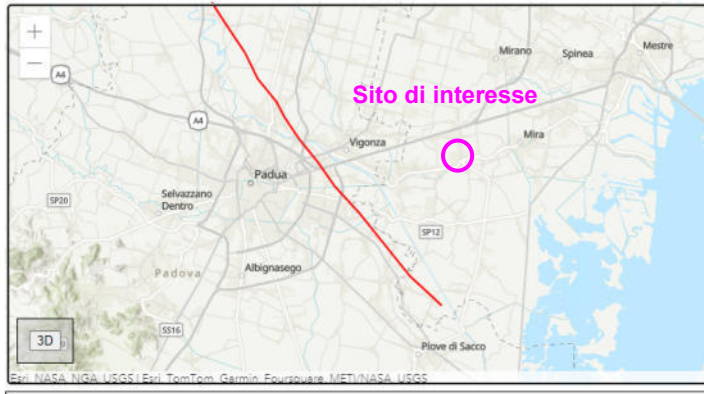 +
−
Mirano
Spinea
Mestre
A4
Sito di interesse
A4
Mira
Vigonza
Padua
Selvazzano
Dentro
SP20
SP12
Albignasego
Padova
SS16
3D
Piove di Sacco
Esri, NASA, NGA, USGS | Esri, TomTom, Garmin, Foursquare, METI/NASA, USGS